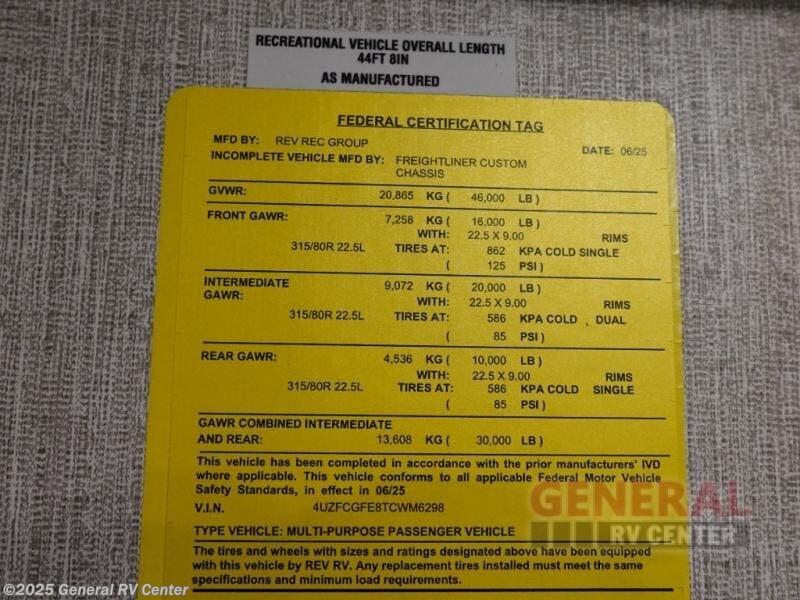 RECREATIONAL VEHICLE OVERALL LENGTH
44FT 8IN
AS MANUFACTURED
FEDERAL CERTIFICATION TAG
MFD BY: REV REC GROUP DATE: 06/25
INCOMPLETE VEHICLE MFD BY: FREIGHTLINER CUSTOM
CHASSIS
GVWR: 20,865 KG ( 46,000 LB )
FRONT GAWR: 7,258 KG ( 16,000 LB )
WITH: 22.5 X 9.00 RIMS
315/80R 22.5L TIRES AT: 862 KPA COLD SINGLE
( 125 PSI )
INTERMEDIATE 9,072 KG ( 20,000 LB )
GAWR: WITH: 22.5 X 9.00 RIMS
315/80R 22.5L TIRES AT: 586 KPA COLD , DUAL
( 85 PSI )
REAR GAWR: 4,536 KG ( 10,000 LB )
WITH: 22.5 X 9.00 RIMS
315/80R 22.5L TIRES AT: 586 KPA COLD SINGLE
( 85 PSI )
GAWR COMBINED INTERMEDIATE
AND REAR: 13,608 KG ( 30,000 LB )
This vehicle has been completed in accordance with the prior manufacturers' IVD
where applicable. This vehicle conforms to all applicable Federal Motor Vehicle
Safety Standards, in effect in 06/25
V.I.N. 4UZFCGFE8TCWM6298
TYPE VEHICLE: MULTI-PURPOSE PASSENGER VEHICLE
The tires and wheels with sizes and ratings designated above have been equipped
with this vehicle by REV RV. Any replacement tires installed must meet the same
specifications and minimum load requirements.
GENERAL
RV CENTER
©2025 General RV Center